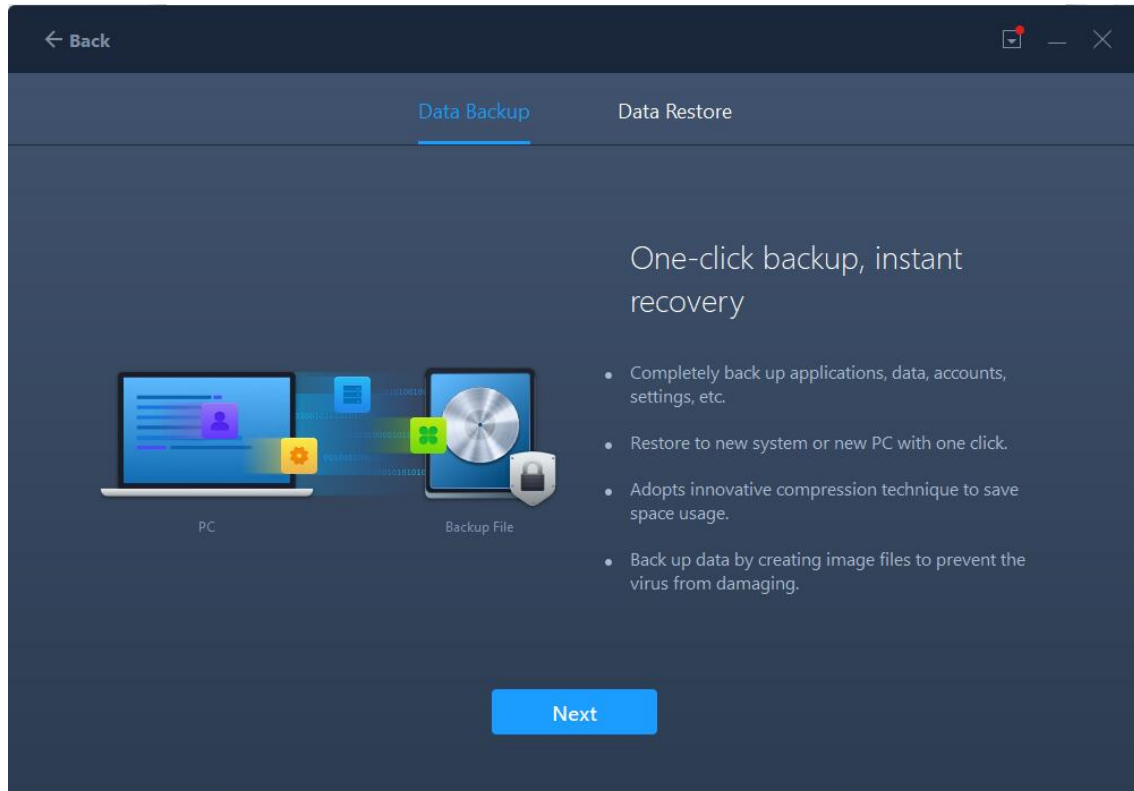 Back
Data Backup
Data Restore
One-click backup, instant
recovery
Completely back up applications, data, accounts,
settings, etc.
Restore to new system or new PC with one click.
Adopts innovative compression technique to save
space usage.
Back up data by creating image files to prevent the
virus from damaging.
PC
Backup File
Next